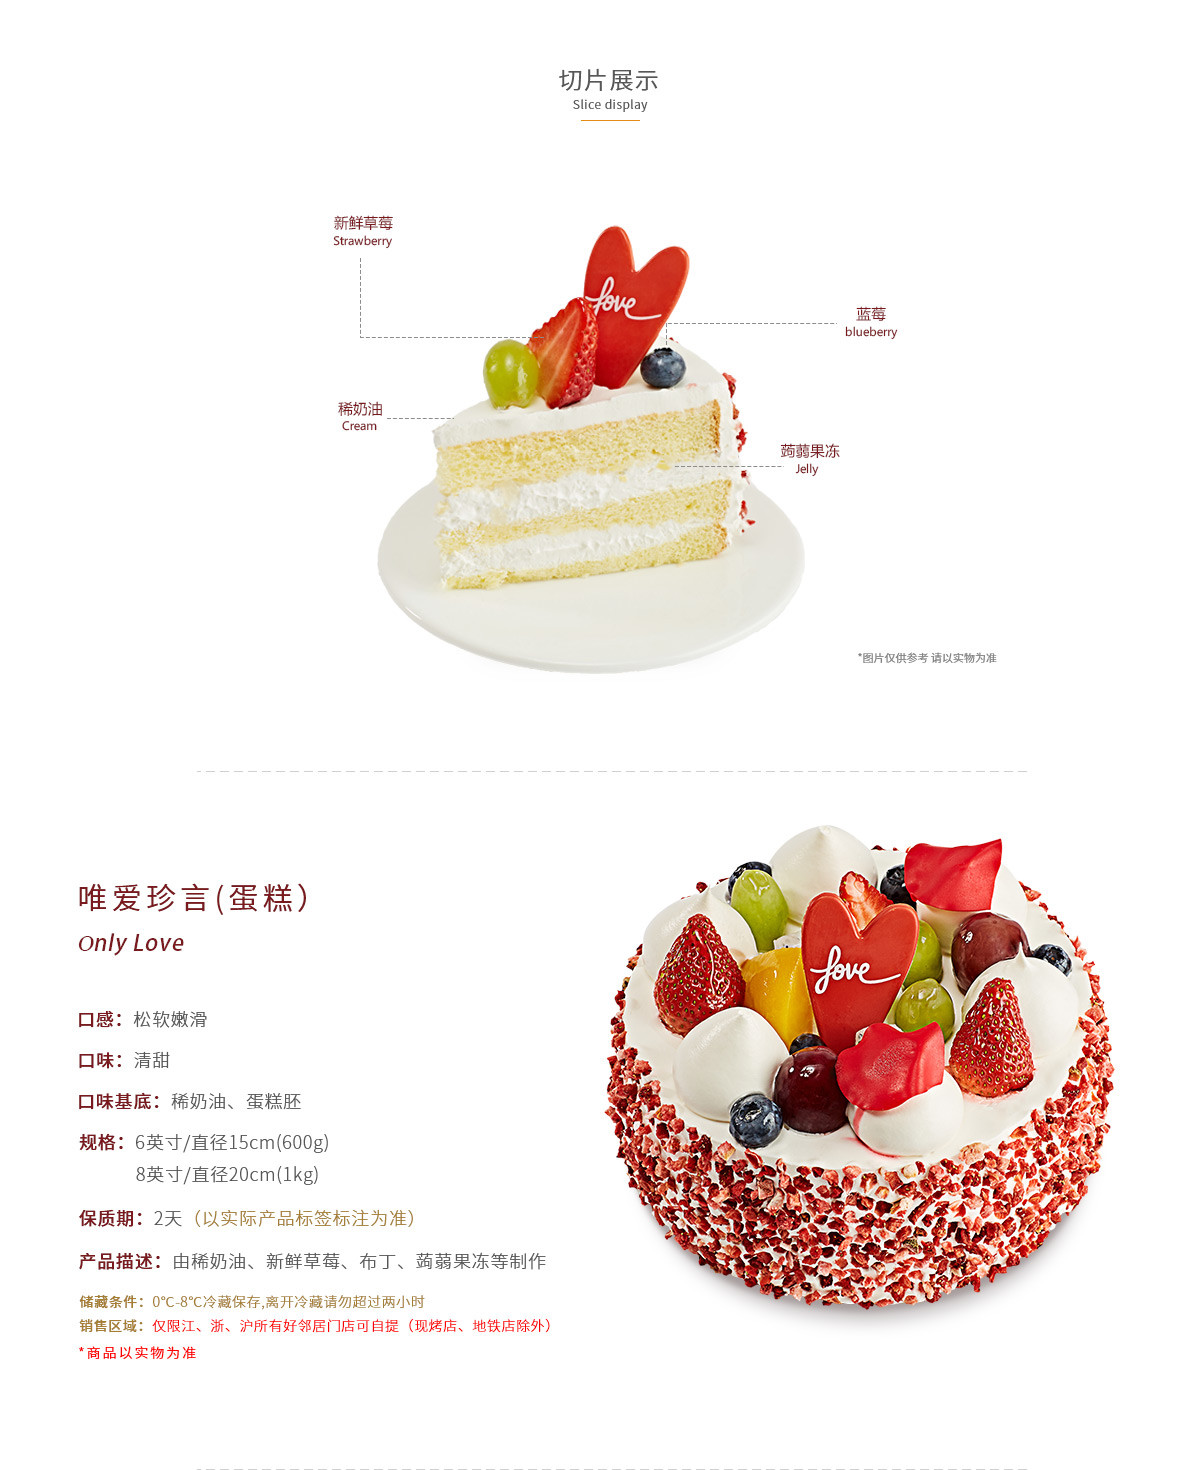 切片展示
Slice display
新鲜草莓
Strawberry
love
蓝莓
blueberry
稀奶油
Cream
蒟蒻果冻
Jelly
*图片仅供参考 请以实物为准
唯爱珍言(蛋糕）
Only Love
love
口感：松软嫩滑
口味：清甜
口味基底：稀奶油、蛋糕胚
规格：6英寸/直径15cm(600g)
8英寸/直径20cm(1kg)
保质期：2天（以实际产品标签标注为准）
产品描述：由稀奶油、新鲜草莓、布丁、蒟蒻果冻等制作
储藏条件：0℃-8℃冷藏保存,离开冷藏请勿超过两小时
销售区域：仅限江、浙、沪所有好邻居门店可自提（现烤店、地铁店除外）
*商品以实物为准